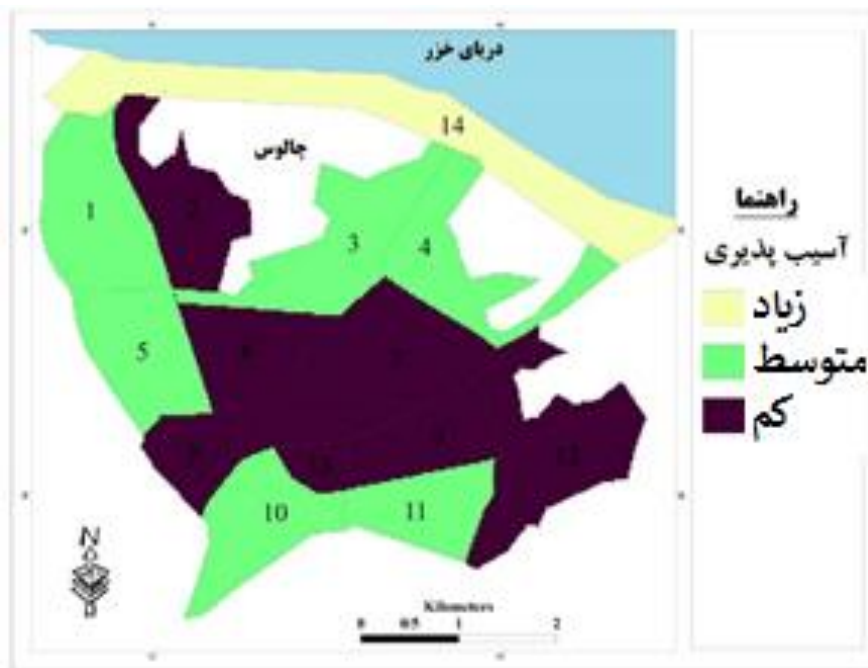 دریای خزر
14
چالوس
1
2
3
4
5
10
11
N
Kilometers
0 0.5 1 2
راهنما
آسیب پذیری
زیاد
متوسط
کم